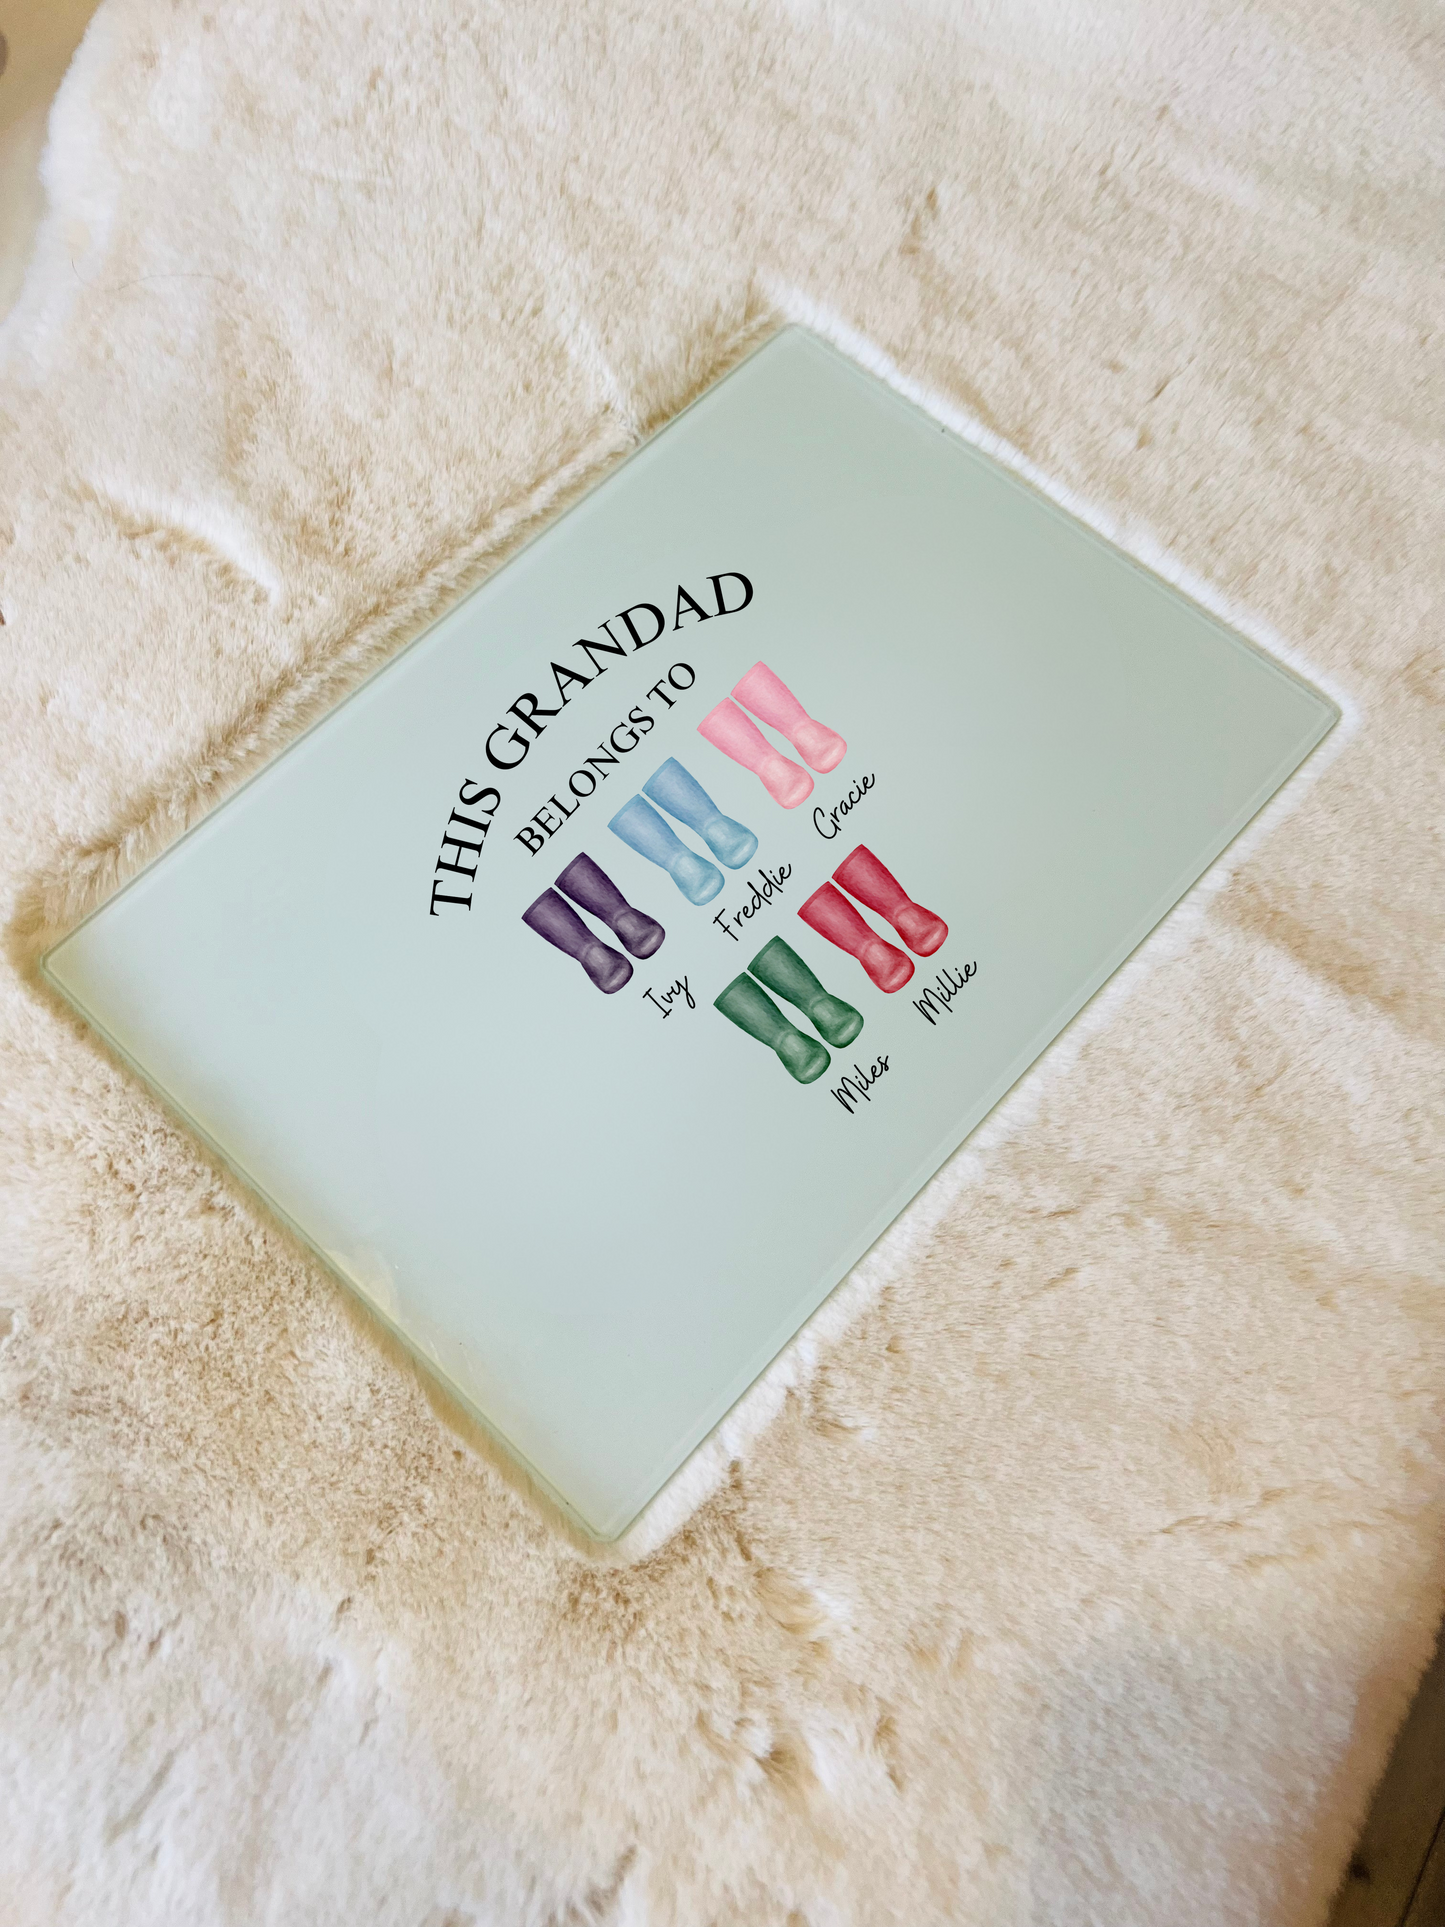 THIS GRANDAD
BELONGS TO
Ivy
Freddie
Gracie
Miles
Millie